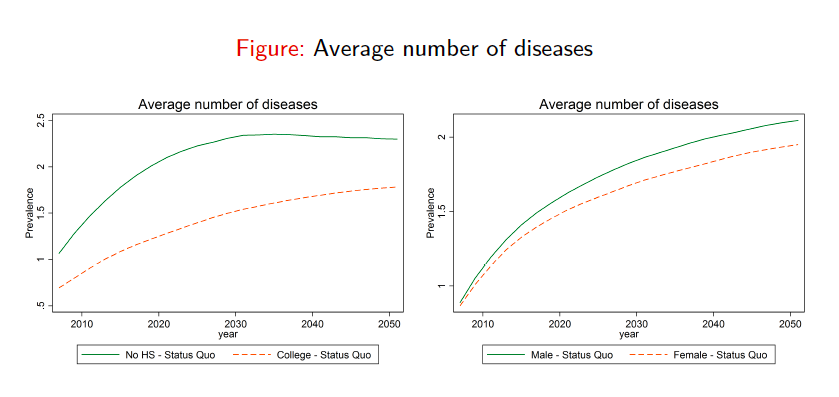 Figure: Average number of diseases
Average number of diseases
Prevalence
2.5
2
1.5
1
.5
2010 2020 2030 2040 2050
year
No HS - Status Quo College - Status Quo
Average number of diseases
Prevalence
2
1.5
1
2010 2020 2030 2040 2050
year
Male - Status Quo Female - Status Quo